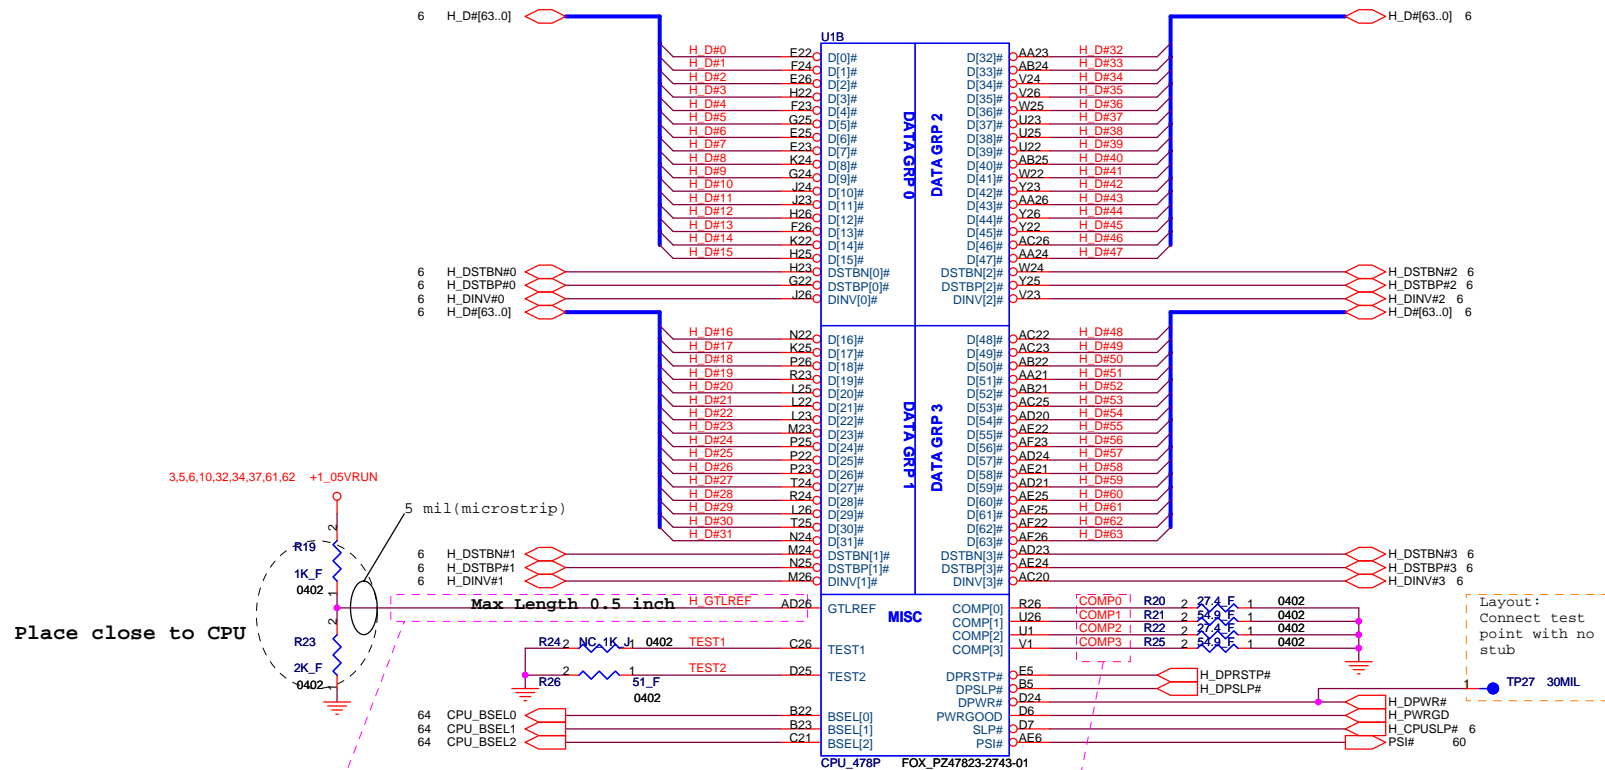 6 H_D#[63..0] H_D#[63..0] 6
U1B
H_D#0 E22 D[0]# D[32]# AA23 H_D#32
H_D#1 F24 D[1]# D[33]# AB24 H_D#33
H_D#2 E26 D[2]# D[34]# V24 H_D#34
H_D#3 H22 D[3]# D[35]# V26 H_D#35
H_D#4 F23 D[4]# D[36]# W25 H_D#36
H_D#5 G25 D[5]# D[37]# U23 H_D#37
H_D#6 E25 D[6]# D[38]# U25 H_D#38
H_D#7 E23 D[7]# D[39]# U22 H_D#39
H_D#8 K24 D[8]# D[40]# AB25 H_D#40
H_D#9 G24 D[9]# D[41]# W22 H_D#41
H_D#10 J24 D[10]# D[42]# Y23 H_D#42
H_D#11 J23 D[11]# D[43]# AA26 H_D#43
H_D#12 H26 D[12]# D[44]# Y26 H_D#44
H_D#13 F26 D[13]# D[45]# Y22 H_D#45
H_D#14 K22 D[14]# D[46]# AC26 H_D#46
H_D#15 H25 D[15]# D[47]# AA24 H_D#47
DATA GRP 0
DATA GRP 2
6 H_DSTBN#0 H23 DSTBN[0]# DSTBN[2]# W24 H_DSTBN#2 6
6 H_DSTBP#0 G22 DSTBP[0]# DSTBP[2]# Y25 H_DSTBP#2 6
6 H_DINV#0 J26 DINV[0]# DINV[2]# V23 H_DINV#2 6
6 H_D#[63..0] H_D#[63..0] 6
H_D#16 N22 D[16]# D[48]# AC22 H_D#48
H_D#17 K25 D[17]# D[49]# AC23 H_D#49
H_D#18 P26 D[18]# D[50]# AB22 H_D#50
H_D#19 R23 D[19]# D[51]# AA21 H_D#51
H_D#20 L25 D[20]# D[52]# AB21 H_D#52
H_D#21 L22 D[21]# D[53]# AC25 H_D#53
H_D#22 L23 D[22]# D[54]# AD20 H_D#54
H_D#23 M23 D[23]# D[55]# AE22 H_D#55
H_D#24 P25 D[24]# D[56]# AF23 H_D#56
H_D#25 P22 D[25]# D[57]# AD24 H_D#57
H_D#26 P23 D[26]# D[58]# AE21 H_D#58
H_D#27 T24 D[27]# D[59]# AD21 H_D#59
H_D#28 R24 D[28]# D[60]# AE25 H_D#60
H_D#29 L26 D[29]# D[61]# AF25 H_D#61
H_D#30 T25 D[30]# D[62]# AF22 H_D#62
H_D#31 N24 D[31]# D[63]# AF26 H_D#63
DATA GRP 1
DATA GRP 3
6 H_DSTBN#1 M24 DSTBN[1]# DSTBN[3]# AD23 H_DSTBN#3 6
6 H_DSTBP#1 N25 DSTBP[1]# DSTBP[3]# AE24 H_DSTBP#3 6
6 H_DINV#1 M26 DINV[1]# DINV[3]# AC20 H_DINV#3 6
3,5,6,10,32,34,37,61,62 +1_05VRUN
5 mil(microstrip)
2
R19
1K_F
0402 1
2
R23
2K_F
0402 1
Place close to CPU
Max Length 0.5 inch H_GTLREF AD26 GTLREF
MISC
COMP[0] R26 COMP0 R20 2 27.4_F 1 0402
COMP[1] U26 COMP1 R21 2 54.9_F 1 0402
COMP[2] U1 COMP2 R22 2 27.4_F 1 0402
COMP[3] V1 COMP3 R25 2 54.9_F 1 0402
R24 2 NC_1K_J 1 0402 TEST1 C26 TEST1
R26 2 51_F 1 TEST2 D25 TEST2
0402
DPRSTP# E5 H_DPRSTP#
DPSLP# B5 H_DPSLP#
DPWR# D24 H_DPWR#
PWRGOOD D6 H_PWRGD
SLP# D7 H_CPUSLP# 6
PSI# AE6 PSI# 60
64 CPU_BSEL0 B22 BSEL[0]
64 CPU_BSEL1 B23 BSEL[1]
64 CPU_BSEL2 C21 BSEL[2]
CPU_478P FOX_PZ47823-2743-01
Layout:
Connect test
point with no
stub
1 TP27 30MIL